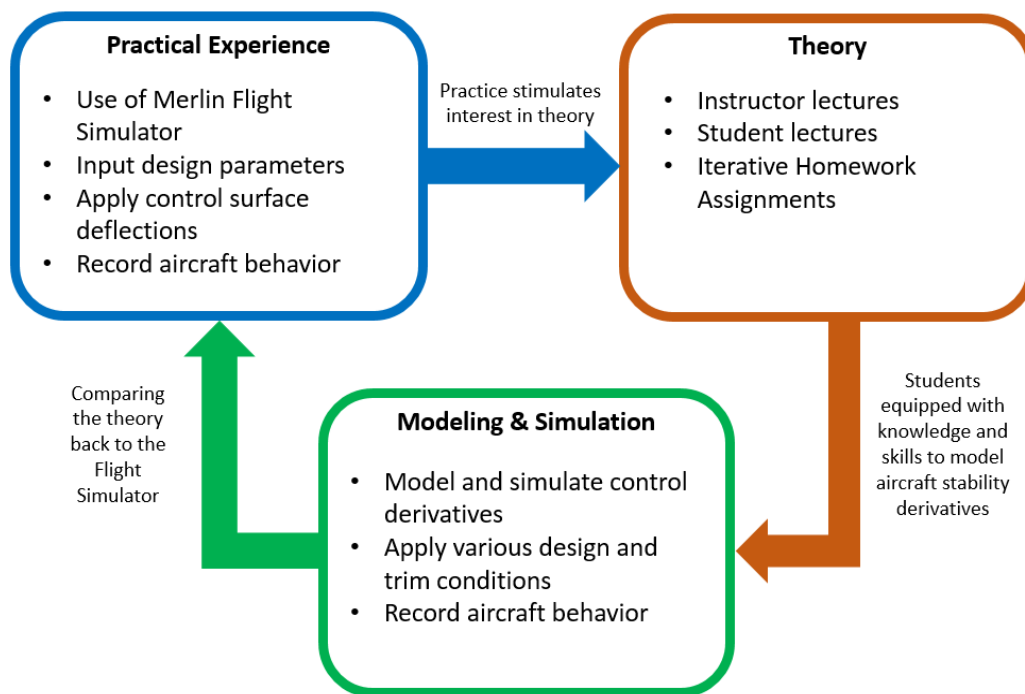 Practical Experience
• Use of Merlin Flight
Simulator
• Input design parameters
• Apply control surface
deflections
• Record aircraft behavior
Practice stimulates
interest in theory
Theory
• Instructor lectures
• Student lectures
• Iterative Homework
Assignments
Students
equipped with
knowledge and
skills to model
aircraft stability
derivatives
Modeling & Simulation
• Model and simulate control
derivatives
• Apply various design and
trim conditions
• Record aircraft behavior
Comparing
the theory
back to the
Flight
Simulator